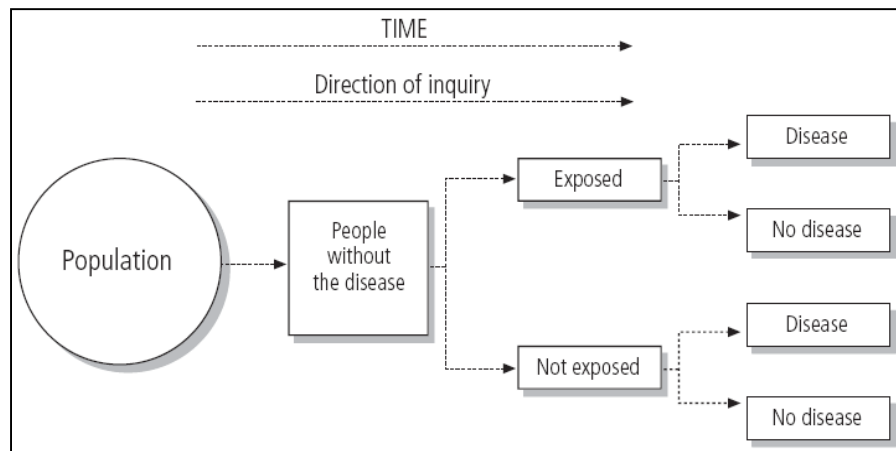 TIME
Direction of inquiry
Population
People
without
the disease
Exposed
Not exposed
Disease
No disease
Disease
No disease